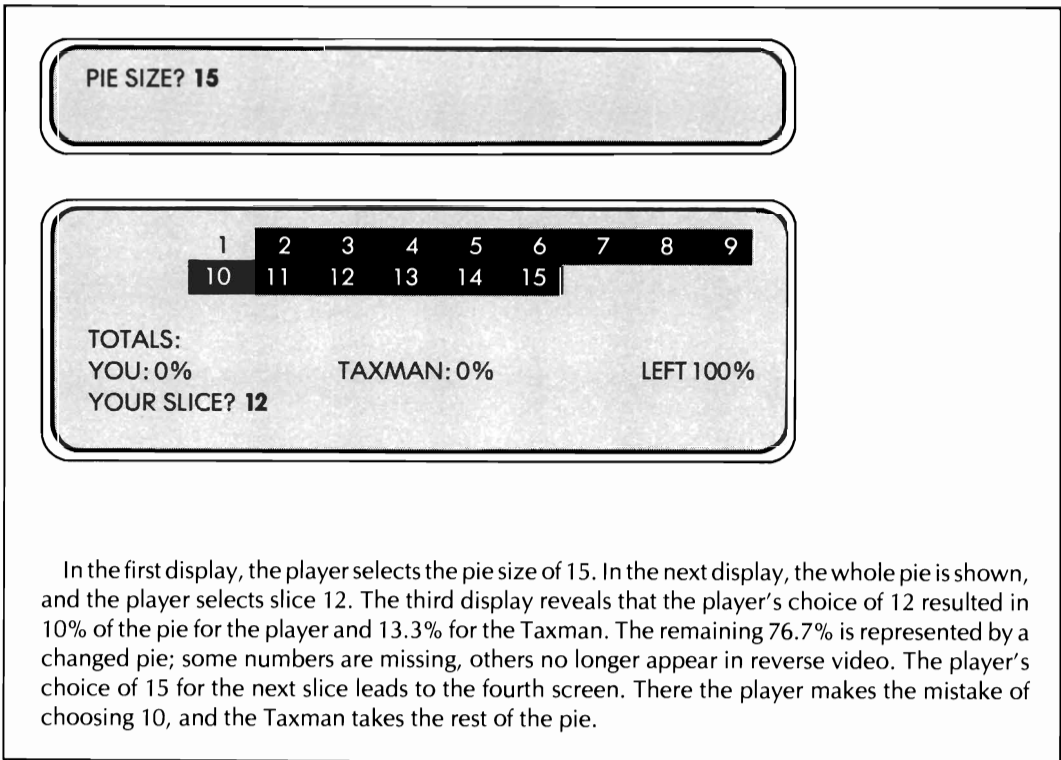 PIE SIZE? 15
1 2 3 4 5 6 7 8 9
10 11 12 13 14 15
TOTALS:
YOU: 0% TAXMAN: 0% LEFT 100%
YOUR SLICE? 12
In the first display, the player selects the pie size of 15. In the next display, the whole pie is shown,
and the player selects slice 12. The third display reveals that the player's choice of 12 resulted in
10% of the pie for the player and 13.3% for the Taxman. The remaining 76.7% is represented by a
changed pie; some numbers are missing, others no longer appear in reverse video. The player's
choice of 15 for the next slice leads to the fourth screen. There the player makes the mistake of
choosing 10, and the Taxman takes the rest of the pie.